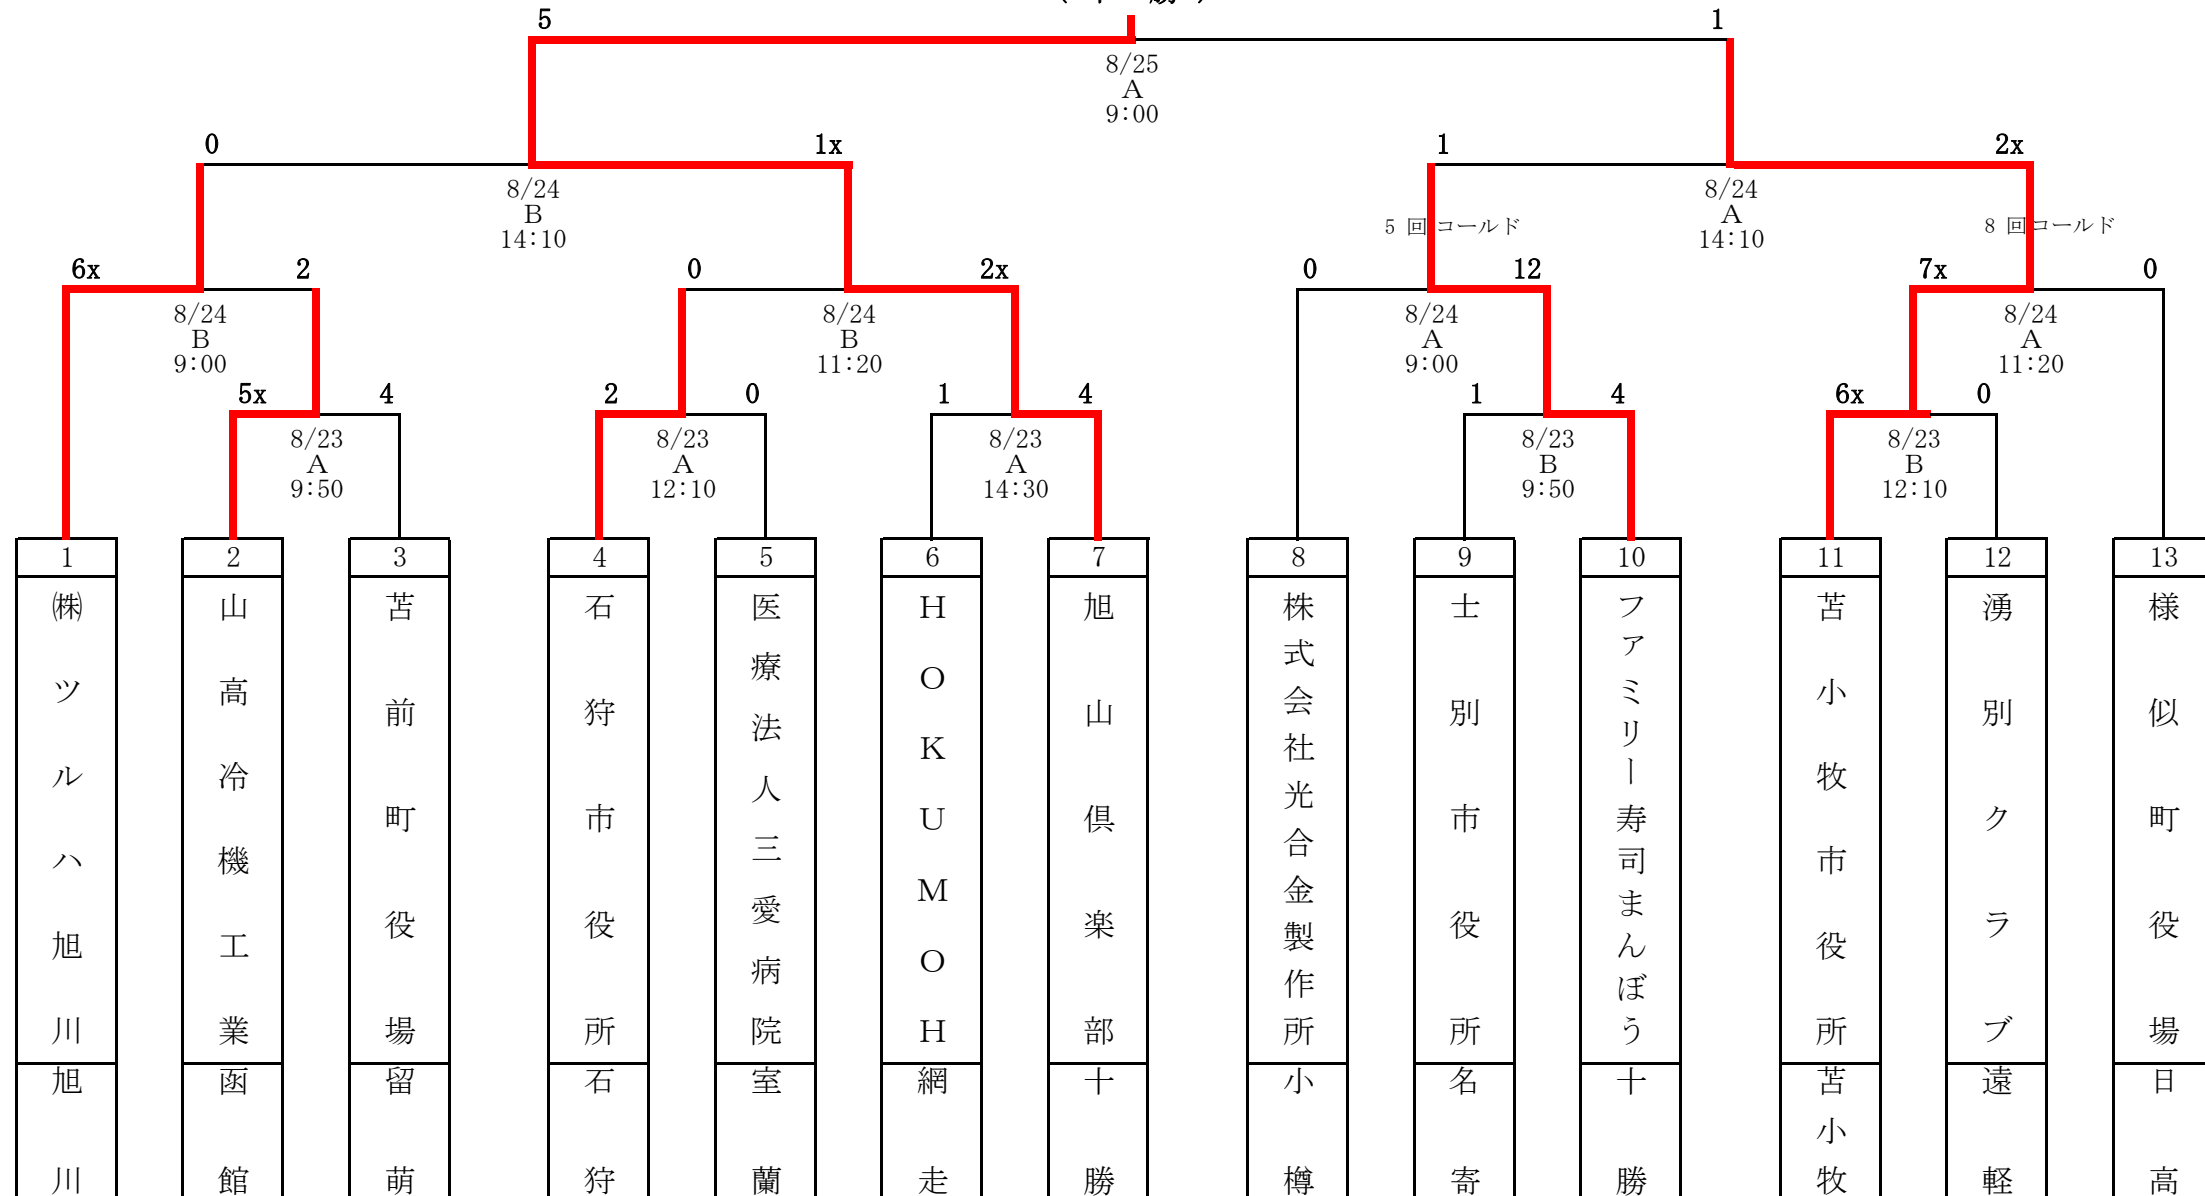 5 1
8/25
A
9:00
0 1x 1 2x
8/24 8/24
B A
14:10 14:10
5 回コールド 8 回コールド
6x 2 0 2x 0 12 7x 0
8/24 8/24 8/24 8/24
B B A A
9:00 11:20 9:00 11:20
5x 4 2 0 1 4 1 4 6x 0
8/23 8/23 8/23 8/23 8/23
A A A B B
9:50 12:10 14:30 9:50 12:10
1 2 3 4 5 6 7 8 9 10 11 12 13
㈱ツルハ旭川
山高冷機工業
苫前町役場
石狩市役所
医療法人三愛病院
HOKUMOH
旭山倶楽部
株式会社光合金製作所
士別市役所
ファミリー寿司まんぼう
苫小牧市役所
湧別クラブ
様似町役場
旭川
函館
留萌
石狩
室蘭
網走
十勝
小樽
名寄
十勝
苫小牧
遠軽
日高